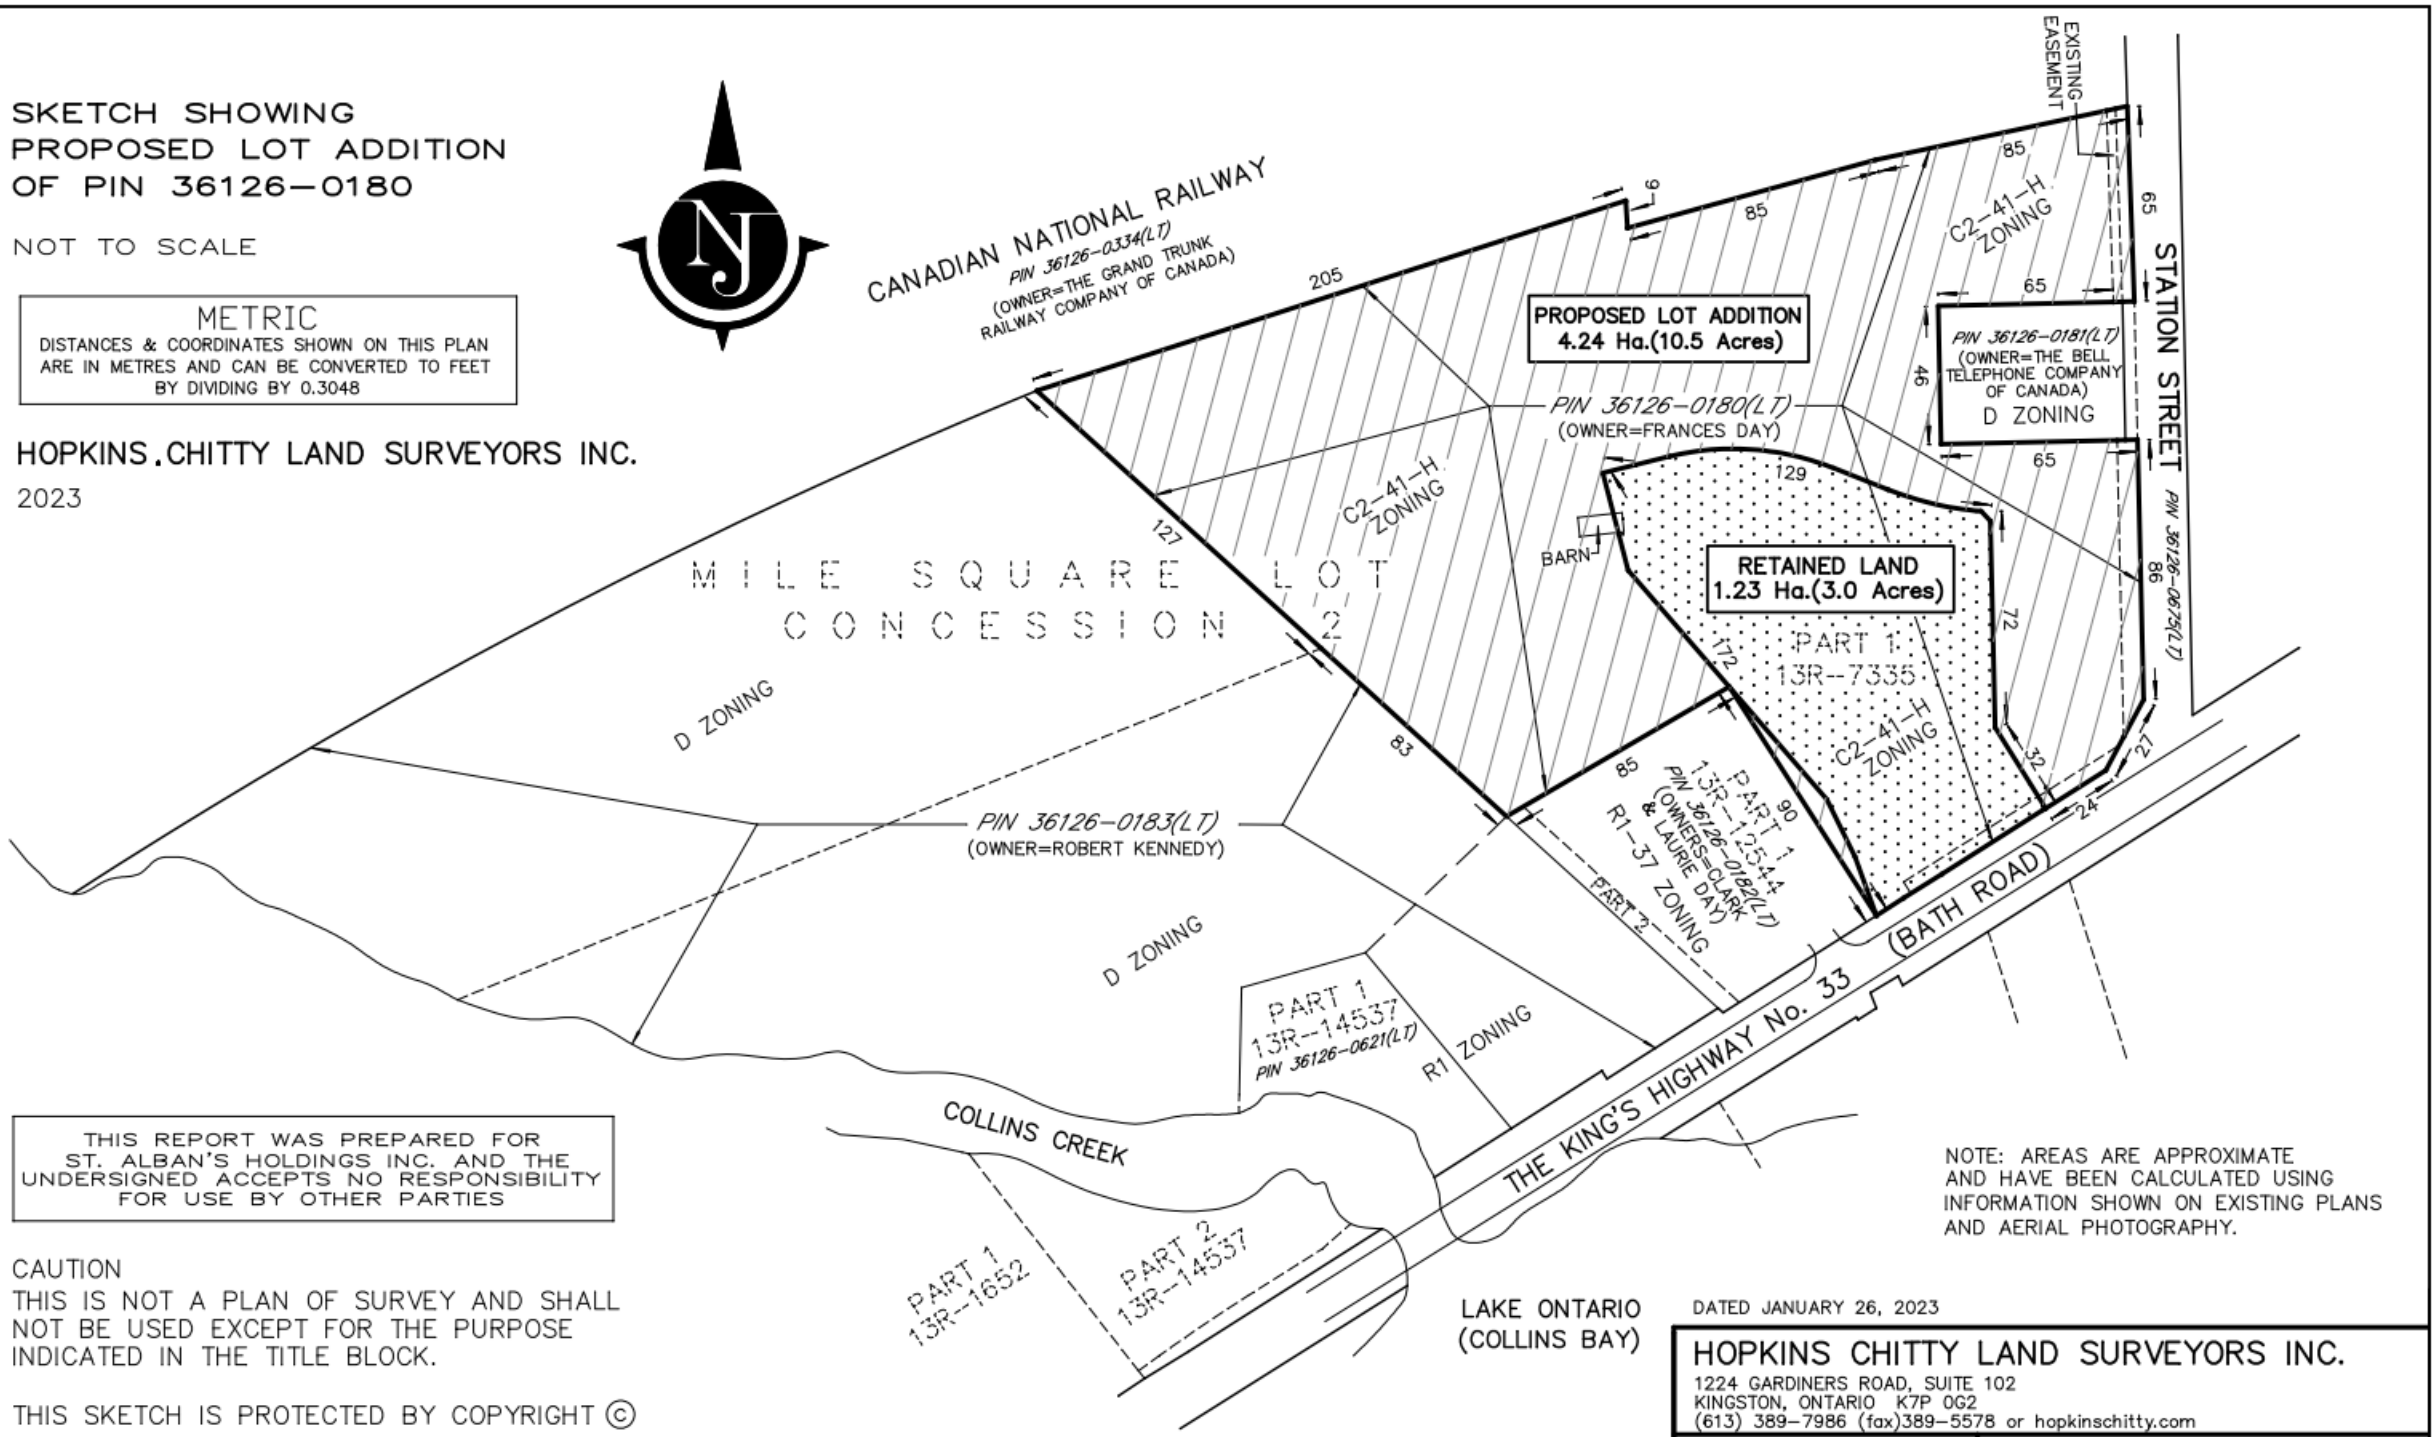 SKETCH SHOWING
PROPOSED LOT ADDITION
OF PIN 36126-0180
NOT TO SCALE
METRIC
DISTANCES & COORDINATES SHOWN ON THIS PLAN
ARE IN METRES AND CAN BE CONVERTED TO FEET
BY DIVIDING BY 0.3048
HOPKINS.CHITTY LAND SURVEYORS INC.
2023
NJ
CANADIAN NATIONAL RAILWAY
PIN 36126-0334(LT)
(OWNER=THE GRAND TRUNK
RAILWAY COMPANY OF CANADA)
205
9
85
85
EXISTING
EASEMENT
65
C2-41-H
ZONING
65
PROPOSED LOT ADDITION
4.24 Ha.(10.5 Acres)
PIN 36126-0181(LT)
(OWNER=THE BELL
TELEPHONE COMPANY
OF CANADA)
D ZONING
46
65
STATION STREET
PIN 36126-0675(LT)
86
PIN 36126-0180(LT)
(OWNER=FRANCES DAY)
C2-41-H
ZONING
129
BARN
127
RETAINED LAND
1.23 Ha.(3.0 Acres)
PART 1
13R-7335
72
172
C2-41-H
ZONING
32
27
24
MILE SQUARE LOT
CONCESSION 2
D ZONING
83
85
90
PART 1
13R-12544
PIN 36126-0182(LT)
(OWNERS=CLARK
& LAURIE DAY)
R1-37 ZONING
PART 2
PIN 36126-0183(LT)
(OWNER=ROBERT KENNEDY)
D ZONING
PART 1
13R-14537
PIN 36126-0621(LT)
R1 ZONING
THE KING'S HIGHWAY No. 33 (BATH ROAD)
COLLINS CREEK
PART 1
13R-1652
PART 2
13R-14537
LAKE ONTARIO
(COLLINS BAY)
THIS REPORT WAS PREPARED FOR
ST. ALBAN'S HOLDINGS INC. AND THE
UNDERSIGNED ACCEPTS NO RESPONSIBILITY
FOR USE BY OTHER PARTIES
CAUTION
THIS IS NOT A PLAN OF SURVEY AND SHALL
NOT BE USED EXCEPT FOR THE PURPOSE
INDICATED IN THE TITLE BLOCK.
THIS SKETCH IS PROTECTED BY COPYRIGHT ©
NOTE: AREAS ARE APPROXIMATE
AND HAVE BEEN CALCULATED USING
INFORMATION SHOWN ON EXISTING PLANS
AND AERIAL PHOTOGRAPHY.
DATED JANUARY 26, 2023
HOPKINS CHITTY LAND SURVEYORS INC.
1224 GARDINERS ROAD, SUITE 102
KINGSTON, ONTARIO K7P 0G2
(613) 389-7986 (fax)389-5578 or hopkinschitty.com